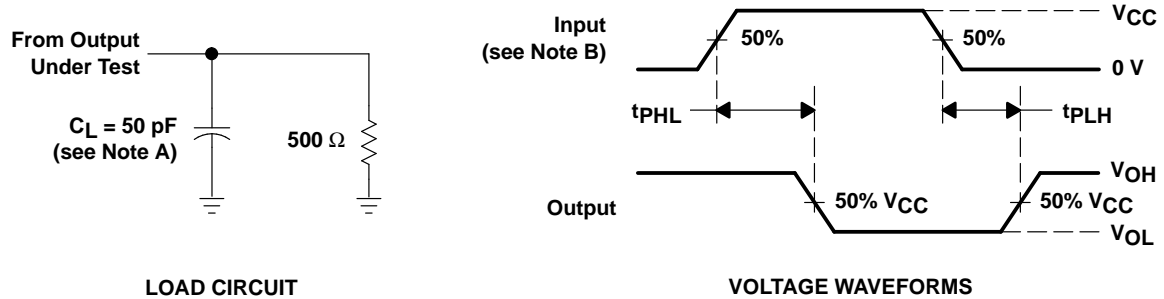 From Output
Under Test
CL = 50 pF
(see Note A)
500 Ω
LOAD CIRCUIT
Input
(see Note B)
50%
50%
VCC
0 V
tPHL
tPLH
Output
50% VCC
50% VCC
VOH
VOL
VOLTAGE WAVEFORMS